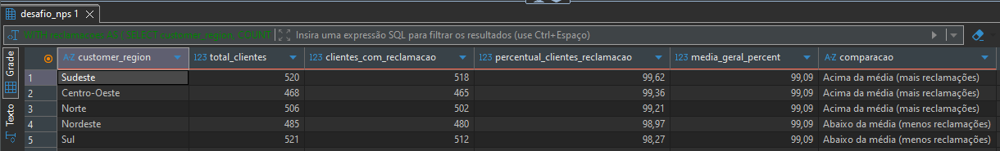 desafio_nps 1
WITH reclamacoes AS ( SELECT customer_region, COUNT Insira uma expressão SQL para filtrar os resultados (use Ctrl+Espaço)
Grade
Texto
A-Z customer_region 123 total_clientes 123 clientes_com_reclamacao 123 percentual_clientes_reclamacao 123 media_geral_percent A-Z comparacao
1 Sudeste 520 518 99,62 99,09 Acima da média (mais reclamações)
2 Centro-Oeste 468 465 99,36 99,09 Acima da média (mais reclamações)
3 Norte 506 502 99,21 99,09 Acima da média (mais reclamações)
4 Nordeste 485 480 98,97 99,09 Abaixo da média (menos reclamações)
5 Sul 521 512 98,27 99,09 Abaixo da média (menos reclamações)